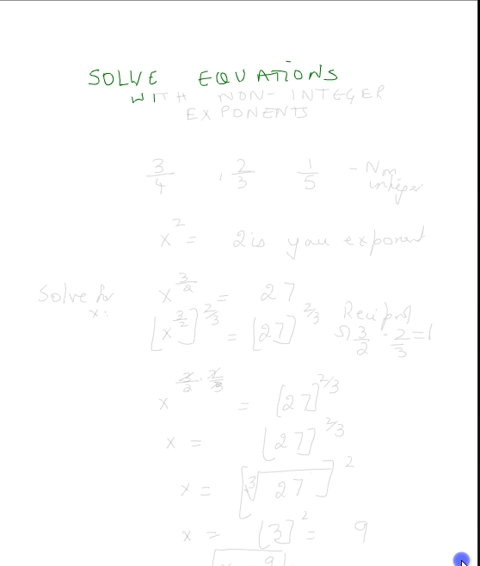 SOLVE EQUATIONS
WITH NON-INTEGER
EXPONENTS
3/4 , 2/3 1/5 - Non
integer
x^2 = 2 is your exponent
Solve for x^(3/2) = 27
x:
[x^(3/2)]^(2/3) = [27]^(2/3)
3/2 · 2/3 = 1
x^(3/2 · 2/3) = [27]^(2/3)
x = [27]^(2/3)
x = [∛27]^2
x = [3]^2 = 9